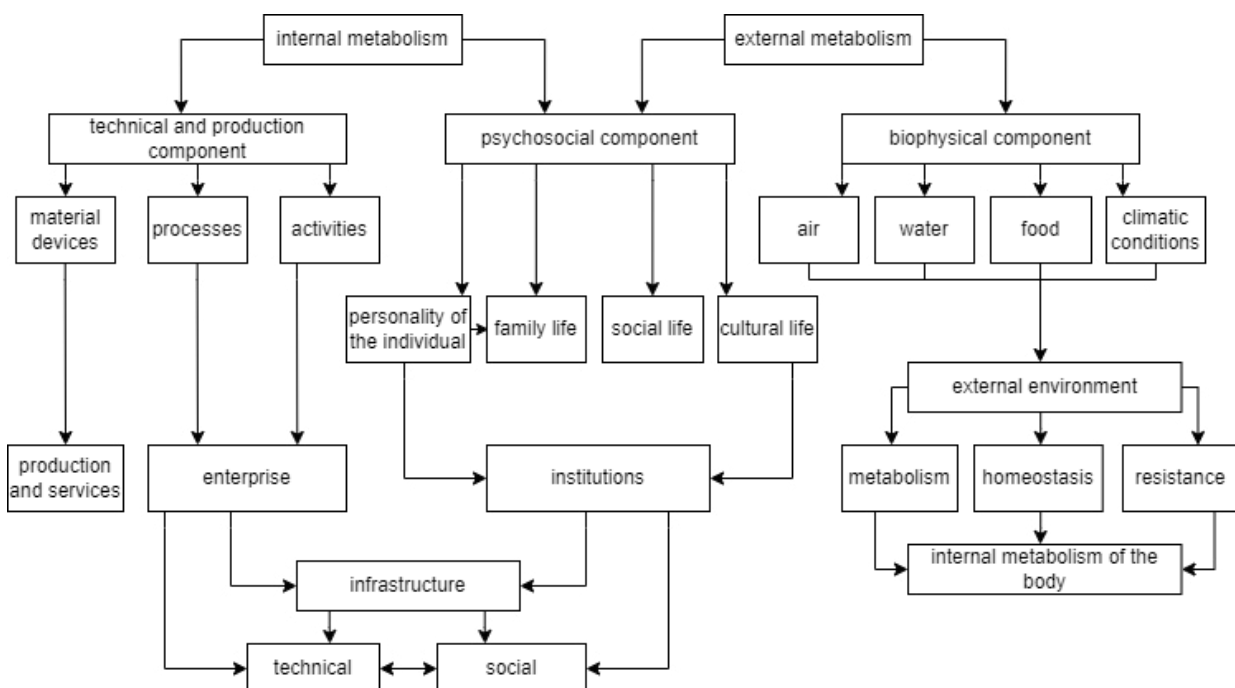 internal metabolism
external metabolism
technical and production
component
psychosocial component
biophysical component
material
devices
processes
activities
air
water
food
climatic
conditions
personality of
the individual
family life
social life
cultural life
external environment
production
and services
enterprise
institutions
metabolism
homeostasis
resistance
infrastructure
internal metabolism of the
body
technical
social